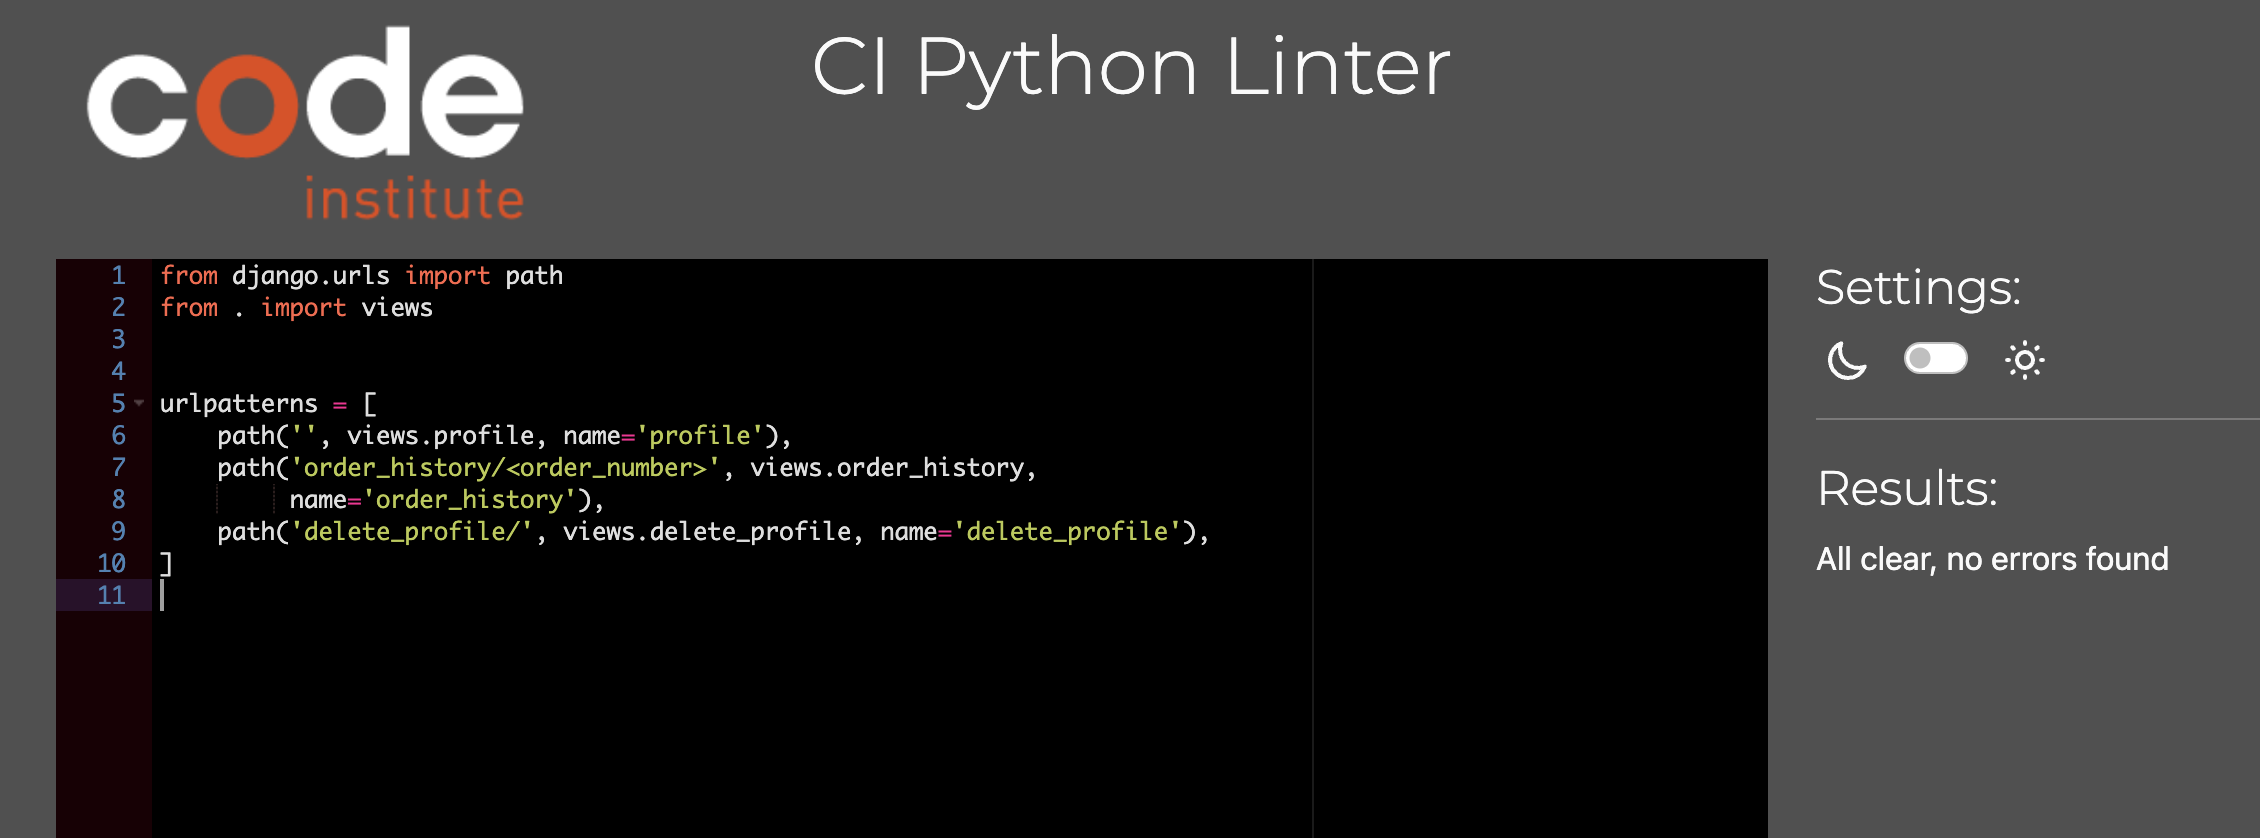 code
institute
CI Python Linter
1 from django.urls import path
2 from . import views
3
4
5 urlpatterns = [
6     path('', views.profile, name='profile'),
7     path('order_history/<order_number>', views.order_history,
8          name='order_history'),
9     path('delete_profile/', views.delete_profile, name='delete_profile'),
10 ]
11
Settings:
Results:
All clear, no errors found